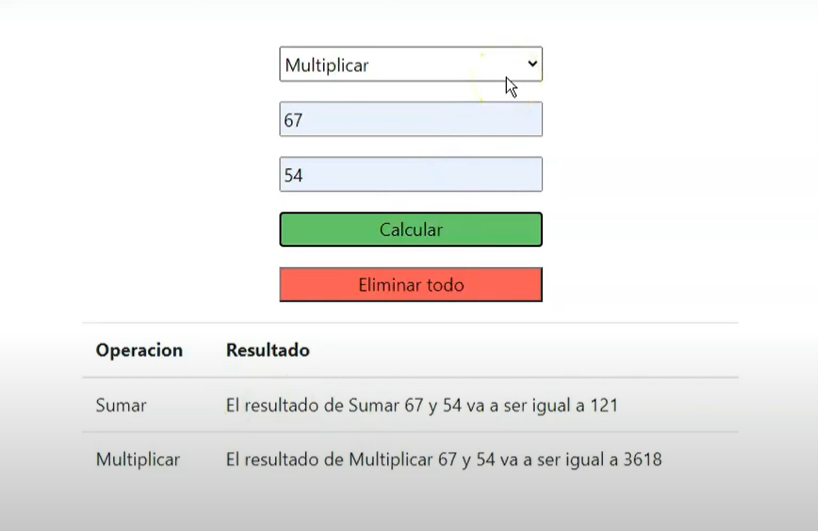 Multiplicar
67
54
Calcular
Eliminar todo
Operacion Resultado
Sumar El resultado de Sumar 67 y 54 va a ser igual a 121
Multiplicar El resultado de Multiplicar 67 y 54 va a ser igual a 3618